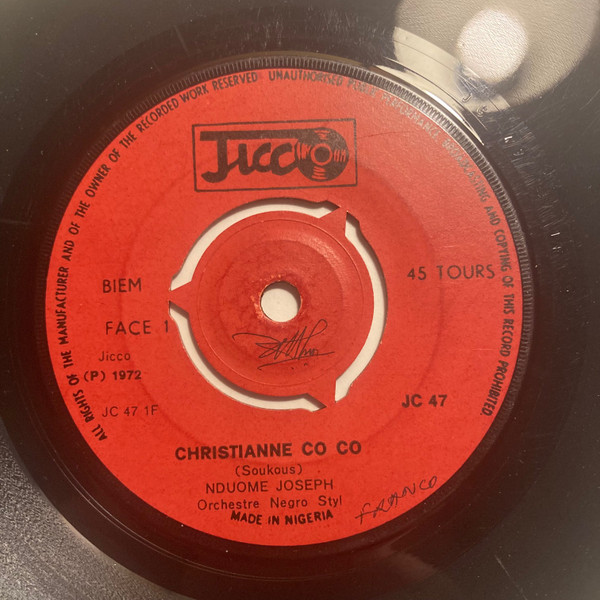 ALL RIGHTS OF THE MANUFACTURER AND OF THE OWNER OF THE RECORDED WORK RESERVED UNAUTHORISED PUBLIC PERFORMANCE, BROADCASTING AND COPYING OF THIS RECORD PROHIBITED.
Jicco
BIEM
45 TOURS
FACE 1
Jicco
(P) 1972
JC 47 1F
JC 47
CHRISTIANNE CO CO
(Soukous)
NDUOME JOSEPH
Orchestre Negro Styl
MADE IN NIGERIA
FRANCO